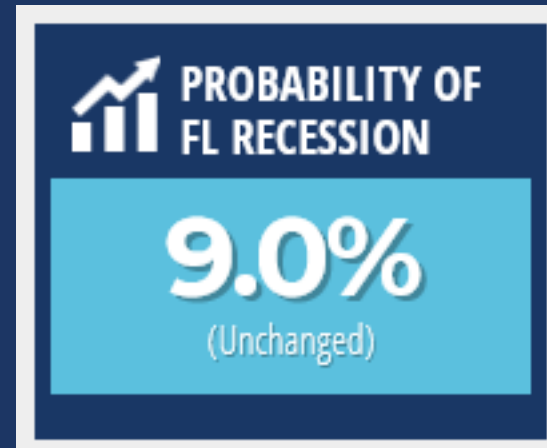 PROBABILITY OF
FL RECESSION
9.0%
(Unchanged)